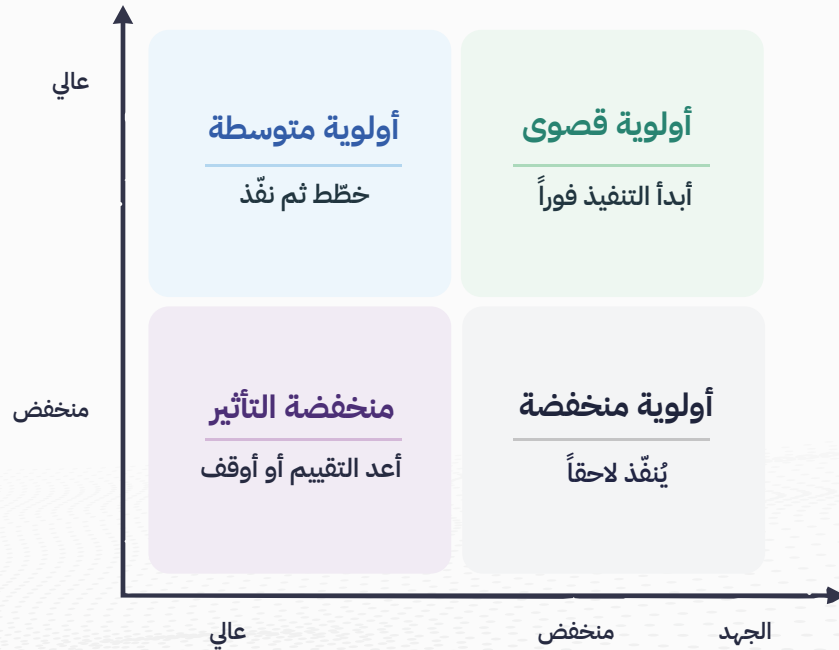 عالي
أولوية قصوى
أبدأ التنفيذ فوراً
أولوية متوسطة
خطّط ثم نفّذ
منخفض
أولوية منخفضة
يُنفّذ لاحقاً
منخفضة التأثير
أعد التقييم أو أوقف
الجهد
منخفض
عالي